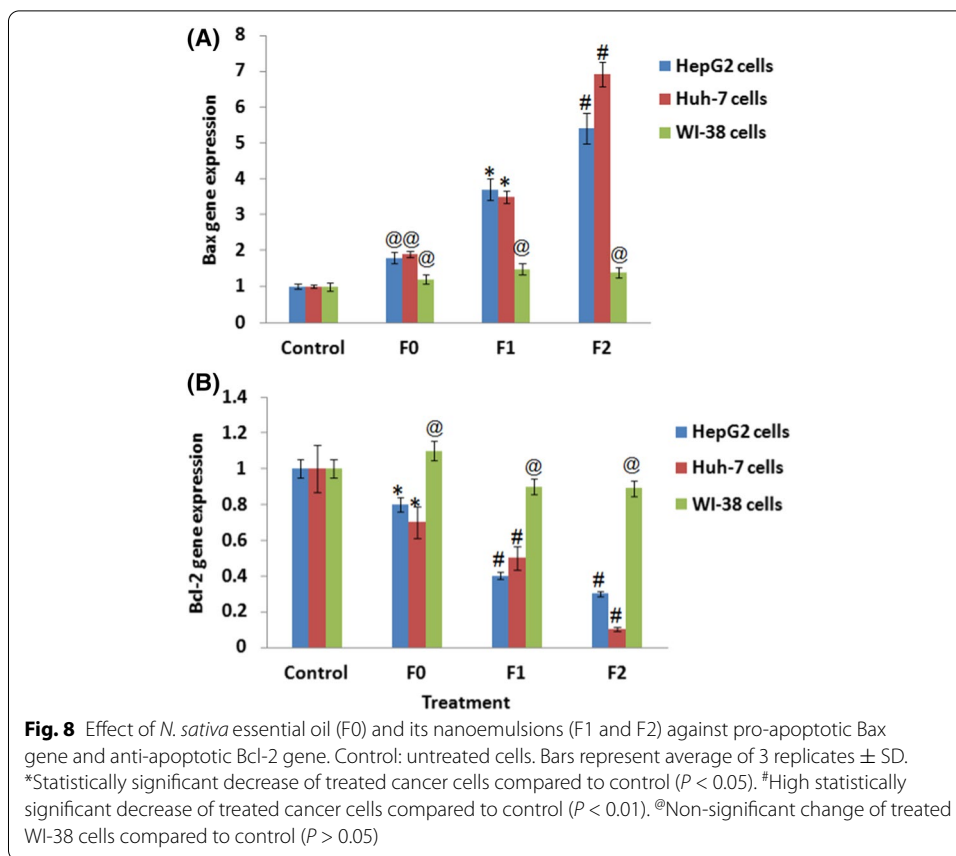 (A)
8
7
6
5
4
3
2
1
0
Bax gene expression
# #
* *
@@ @
@
@
Control F0 F1 F2
HepG2 cells
Huh-7 cells
WI-38 cells
(B)
1.4
1.2
1
0.8
0.6
0.4
0.2
0
Bcl-2 gene expression
@
* *
@
# #
@
# #
Control F0 F1 F2
Treatment
HepG2 cells
Huh-7 cells
WI-38 cells
Fig. 8 Effect of N. sativa essential oil (F0) and its nanoemulsions (F1 and F2) against pro-apoptotic Bax
gene and anti-apoptotic Bcl-2 gene. Control: untreated cells. Bars represent average of 3 replicates ± SD.
*Statistically significant decrease of treated cancer cells compared to control (P < 0.05). #High statistically
significant decrease of treated cancer cells compared to control (P < 0.01). @Non-significant change of treated
WI-38 cells compared to control (P > 0.05)